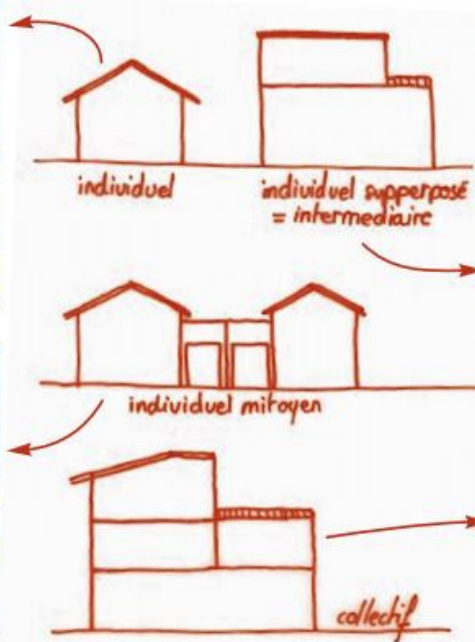 individuel
individuel supperposé
= intermediaire
individuel mitoyen
collectif